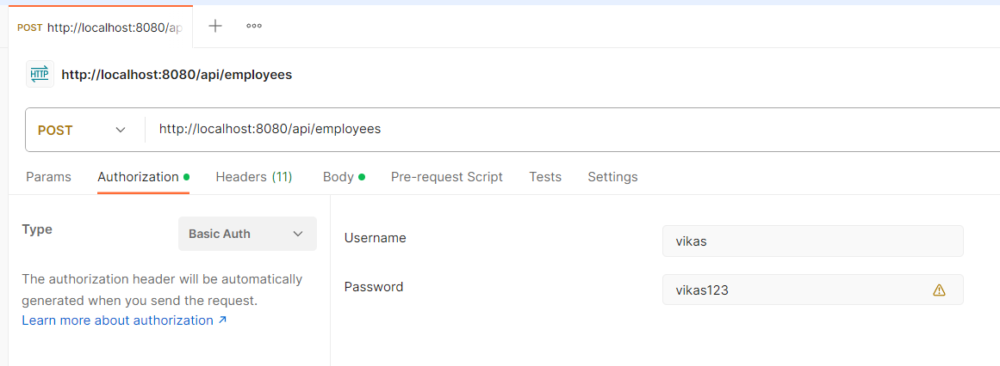 POST http://localhost:8080/ap
HTTP http://localhost:8080/api/employees
POST http://localhost:8080/api/employees
Params Authorization Headers (11) Body Pre-request Script Tests Settings
Type Basic Auth
Username vikas
The authorization header will be automatically
generated when you send the request.
Learn more about authorization ↗
Password vikas123